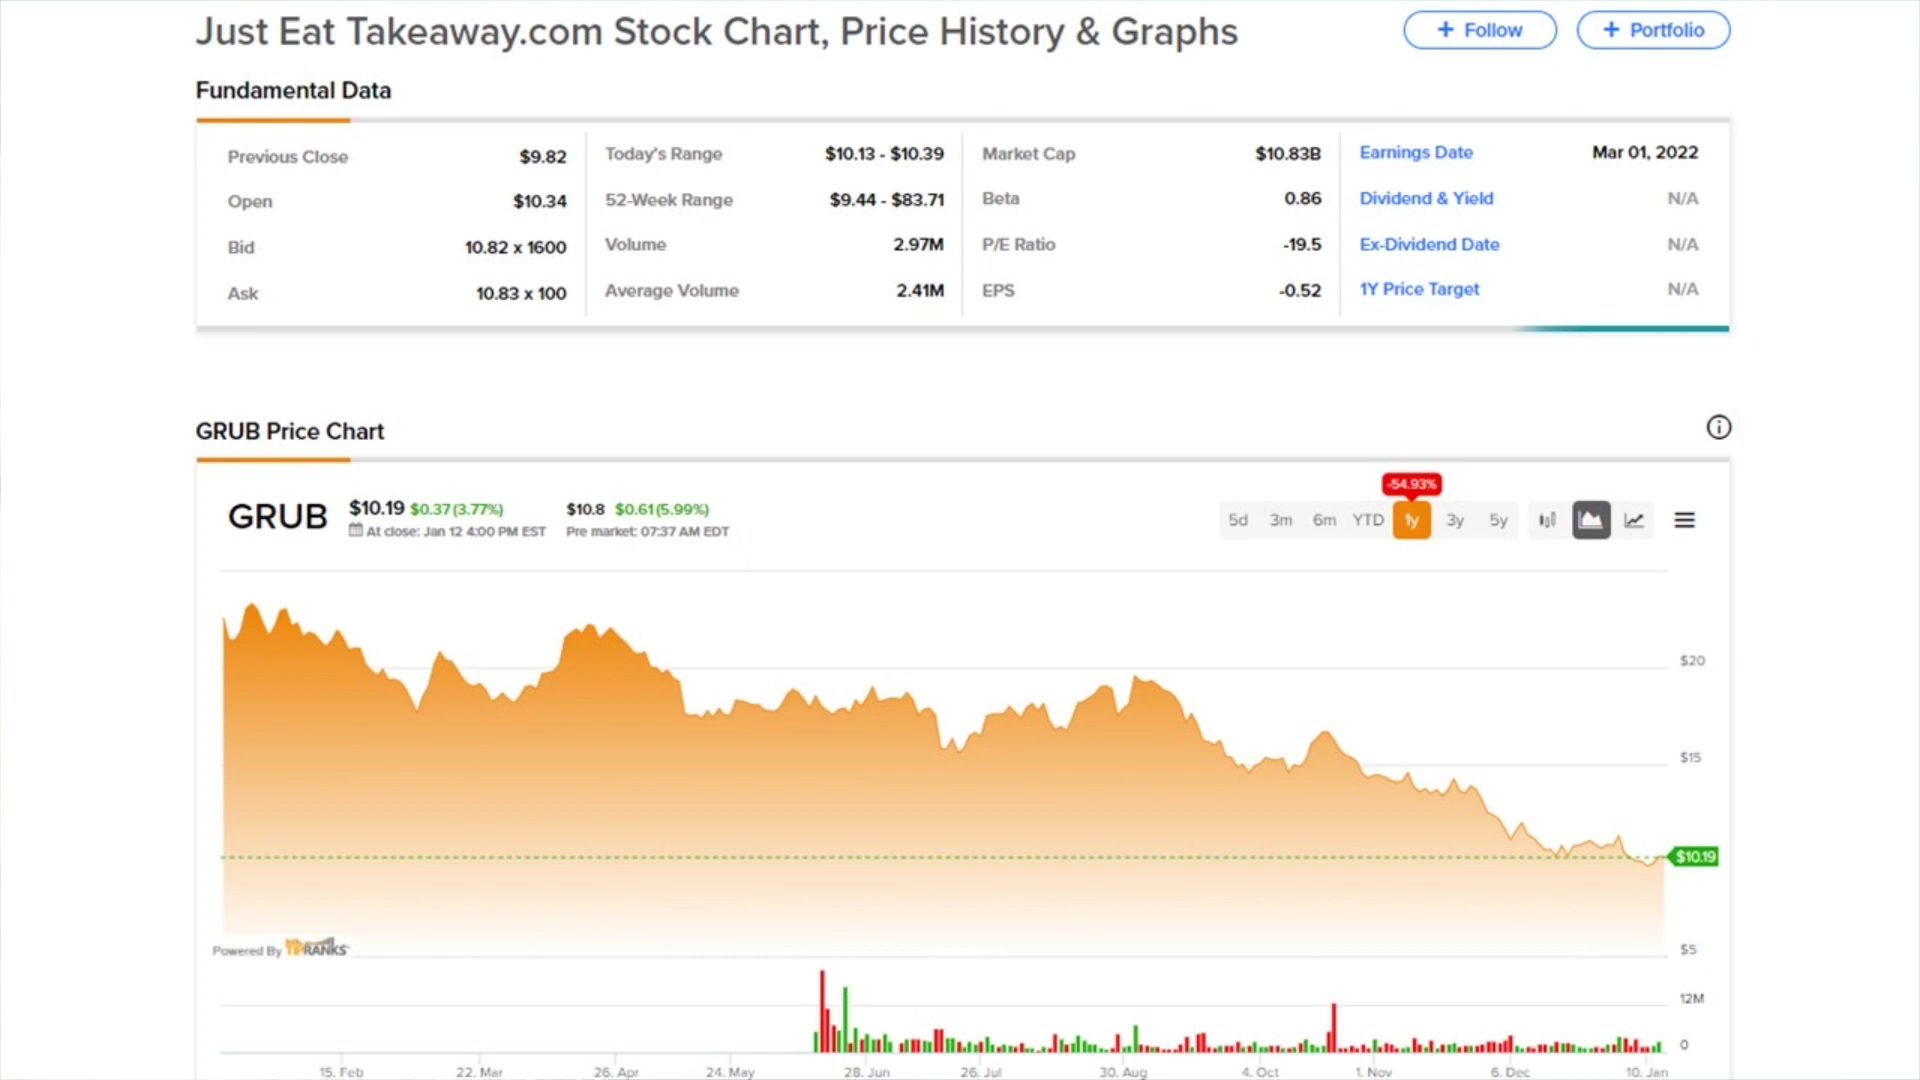 Just Eat Takeaway.com Stock Chart, Price History & Graphs
+ Follow
+ Portfolio
Fundamental Data
Previous Close $9.82
Open $10.34
Bid 10.82 x 1600
Ask 10.83 x 100
Today's Range $10.13 - $10.39
52-Week Range $9.44 - $83.71
Volume 2.97M
Average Volume 2.41M
Market Cap $10.83B
Beta 0.86
P/E Ratio -19.5
EPS -0.52
Earnings Date Mar 01, 2022
Dividend & Yield N/A
Ex-Dividend Date N/A
1Y Price Target N/A
GRUB Price Chart
-54.93%
GRUB
$10.19 $0.37(3.77%)
At close: Jan 12 4:00 PM EST
$10.8 $0.61(5.99%)
Pre market: 07:37 AM EDT
5d 3m 6m YTD 1y 3y 5y
$20
$15
$10.19
$5
Powered By TIPRANKS
12M
0
15. Feb 22. Mar 26. Apr 24. May 28. Jun 26. Jul 30. Aug 4. Oct 1. Nov 6. Dec 10. Jan